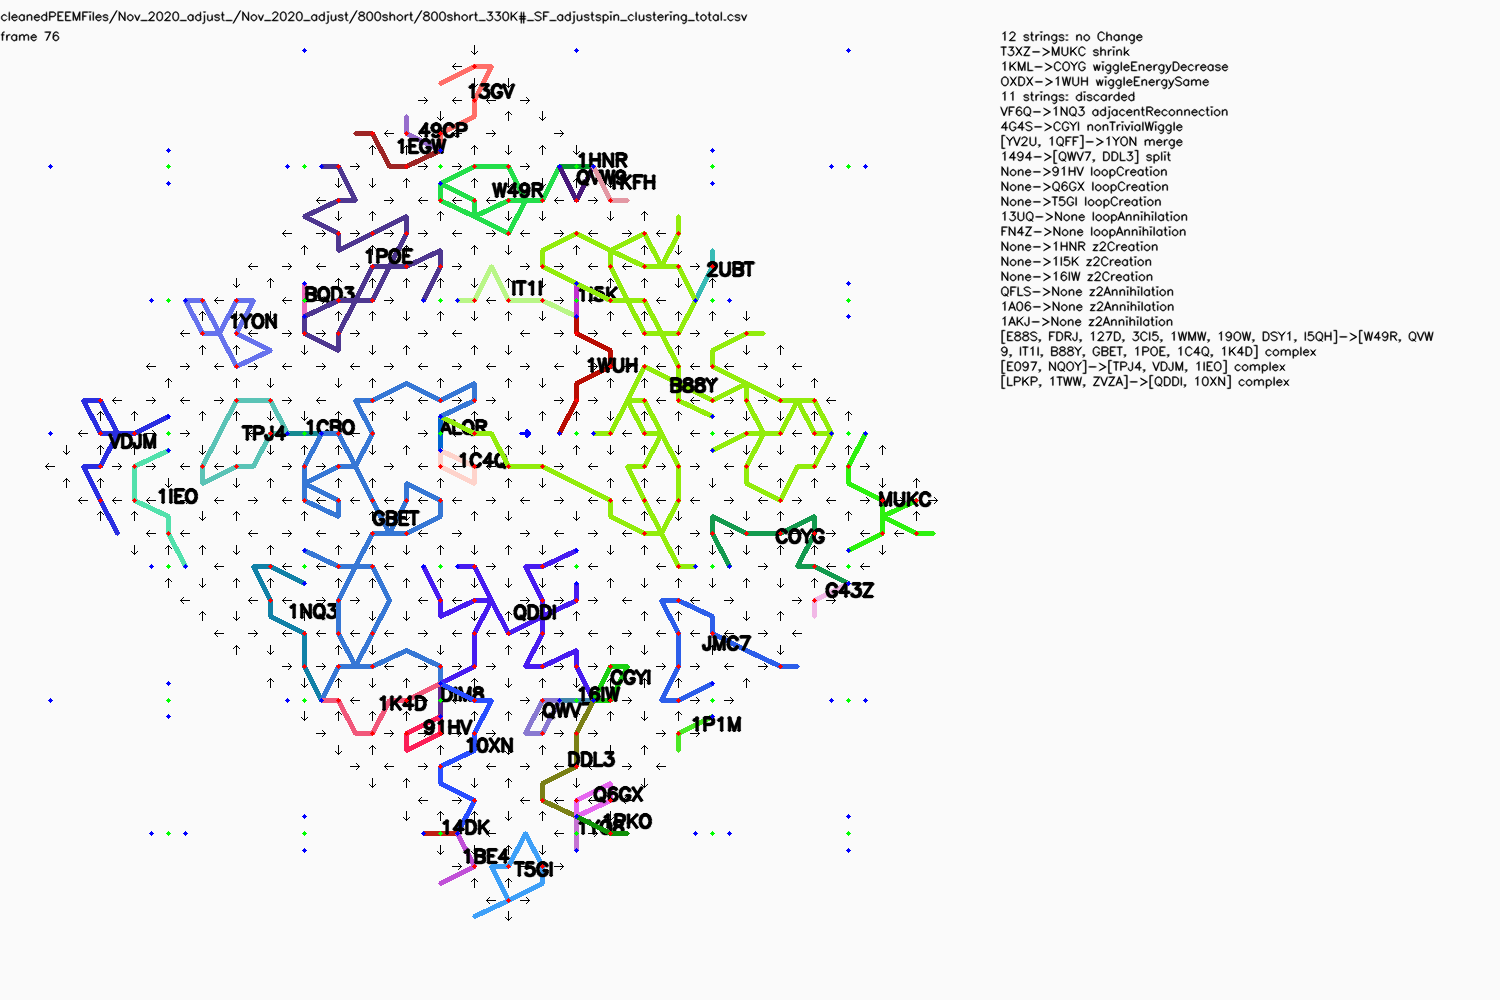 cleanedPEEMFiles/Nov_2020_adjust_/Nov_2020_adjust/800short/800short_330K#_SF_adjustspin_clustering_total.csv
frame 76
12 strings: no Change
T3XZ->MUKC shrink
1KML->COYG wiggleEnergyDecrease
OXDX->1WUH wiggleEnergySame
11 strings: discarded
VF6Q->1NQ3 adjacentReconnection
4G4S->CGYI nonTrivialWiggle
[YV2U, 1QFF]->1YON merge
1494->[QWV7, DDL3] split
None->91HV loopCreation
None->Q6GX loopCreation
None->T5GI loopCreation
13UQ->None loopAnnihilation
FN4Z->None loopAnnihilation
None->1HNR z2Creation
None->1I5K z2Creation
None->16IW z2Creation
QFLS->None z2Annihilation
1A06->None z2Annihilation
1AKJ->None z2Annihilation
[E88S, FDRJ, 127D, 3CI5, 1WMW, 190W, DSY1, I5QH]->[W49R, QVW
9, IT1I, B88Y, GBET, 1POE, 1C4Q, 1K4D] complex
[E097, NQOY]->[TPJ4, VDJM, 1IEO] complex
[LPKP, 1TWW, ZVZA]->[QDDI, 10XN] complex
13GV
49CP
1EGW
1HNR
QVW9
W49R
1POE
2UBT
BQD3
IT1I
1I5K
1YON
1WUH
B88Y
1CBO
TPJ4
VDJM
1C4Q
1IEO
MUKC
GBET
COYG
G43Z
1NQ3
QDDI
JMC7
CGYI
16IW
1K4D
QWV
91HV
1P1M
10XN
DDL3
Q6GX
14DK
1BE4
T5GI